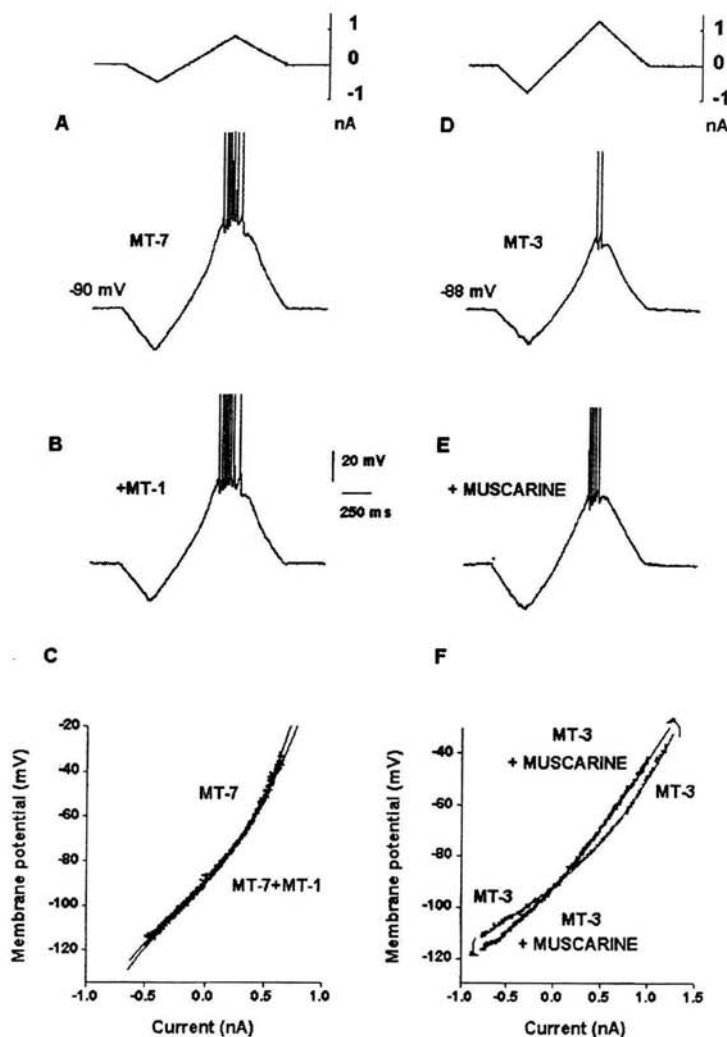 1
0
-1
nA
1
0
-1
nA
A
MT-7
-90 mV
D
MT-3
-88 mV
B
+MT-1
20 mV
250 ms
E
+ MUSCARINE
C
-20
-40
-60
-80
-100
-120
Membrane potential (mV)
MT-7
MT-7+MT-1
-1.0
-0.5
0.0
0.5
1.0
Current (nA)
F
-40
-60
-80
-100
-120
Membrane potential (mV)
MT-3
+ MUSCARINE
MT-3
MT-3
MT-3
+ MUSCARINE
-1.0
-0.5
0.0
0.5
1.0
1.5
Current (nA)